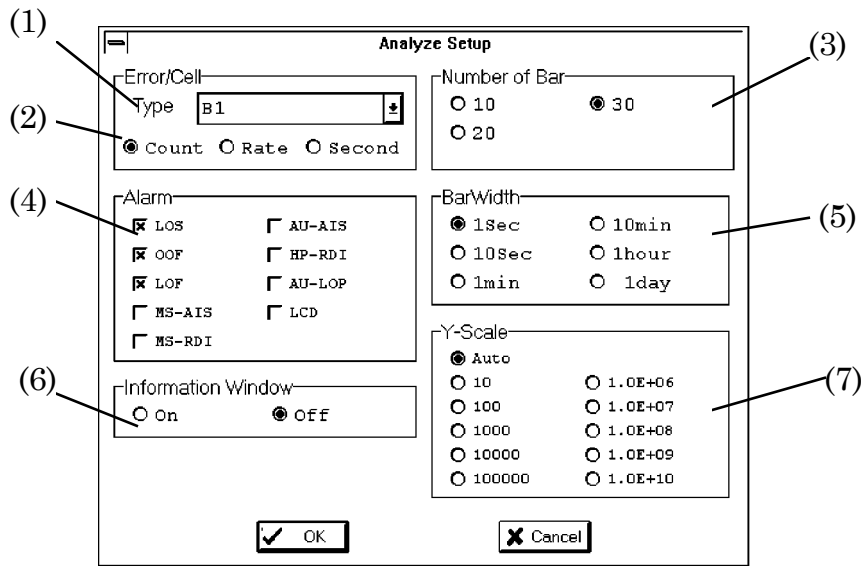 (1)
Analyze Setup
(3)
Error/Cell
Type B1
(2)
Count Rate Second
Number of Bar
10 30
20
(4)
Alarm
LOS AU-AIS
OOF HP-RDI
LOF AU-LOP
MS-AIS LCD
MS-RDI
BarWidth
(5)
1Sec 10min
10Sec 1hour
1min 1day
(6)
Information Window
On Off
Y-Scale
(7)
Auto
10 1.0E+06
100 1.0E+07
1000 1.0E+08
10000 1.0E+09
100000 1.0E+10
OK Cancel